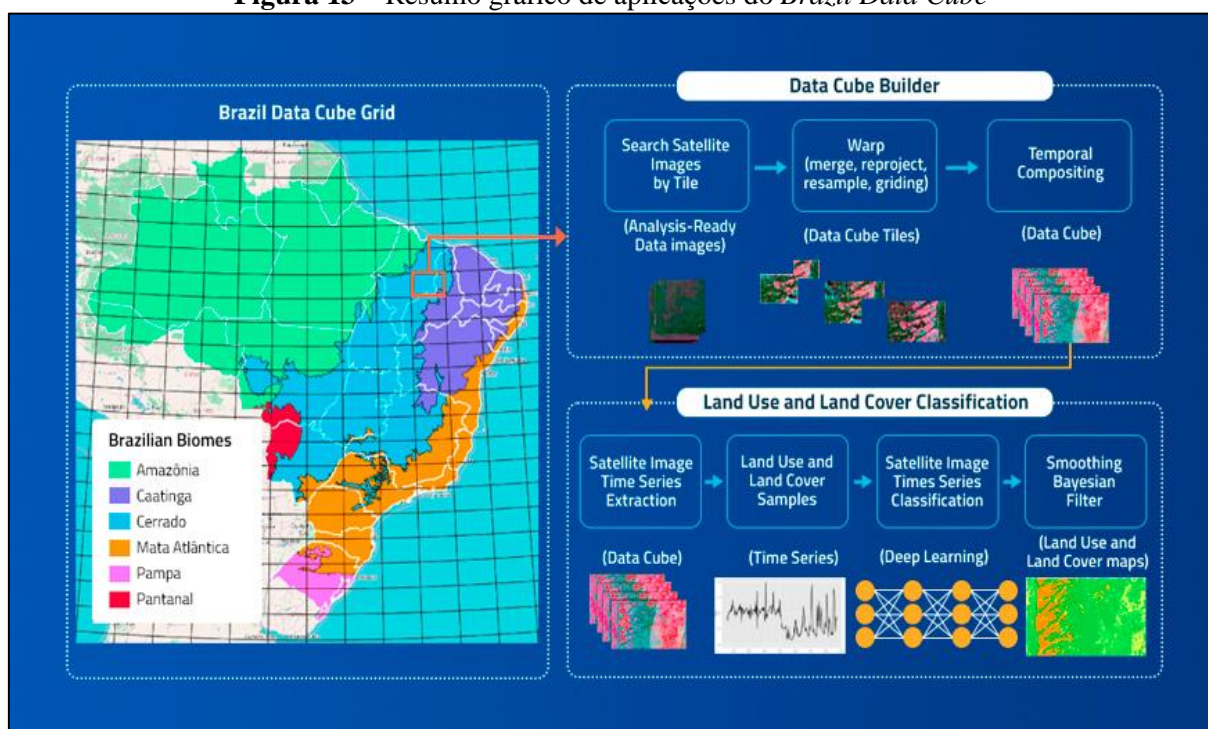 Figura 15 – Resumo gráfico de aplicações do Brazil Data Cube
Brazil Data Cube Grid
Brazilian Biomes
Amazônia
Caatinga
Cerrado
Mata Atlântica
Pampa
Pantanal
Data Cube Builder
Search Satellite
Images
by Tile
Warp
(merge, reproject,
resample, griding)
Temporal
Compositing
(Analysis-Ready
Data images)
(Data Cube Tiles)
(Data Cube)
Land Use and Land Cover Classification
Satellite Image
Time Series
Extraction
Land Use and
Land Cover
Samples
Satellite Image
Times Series
Classification
Smoothing
Bayesian
Filter
(Data Cube)
(Time Series)
(Deep Learning)
(Land Use and
Land Cover maps)